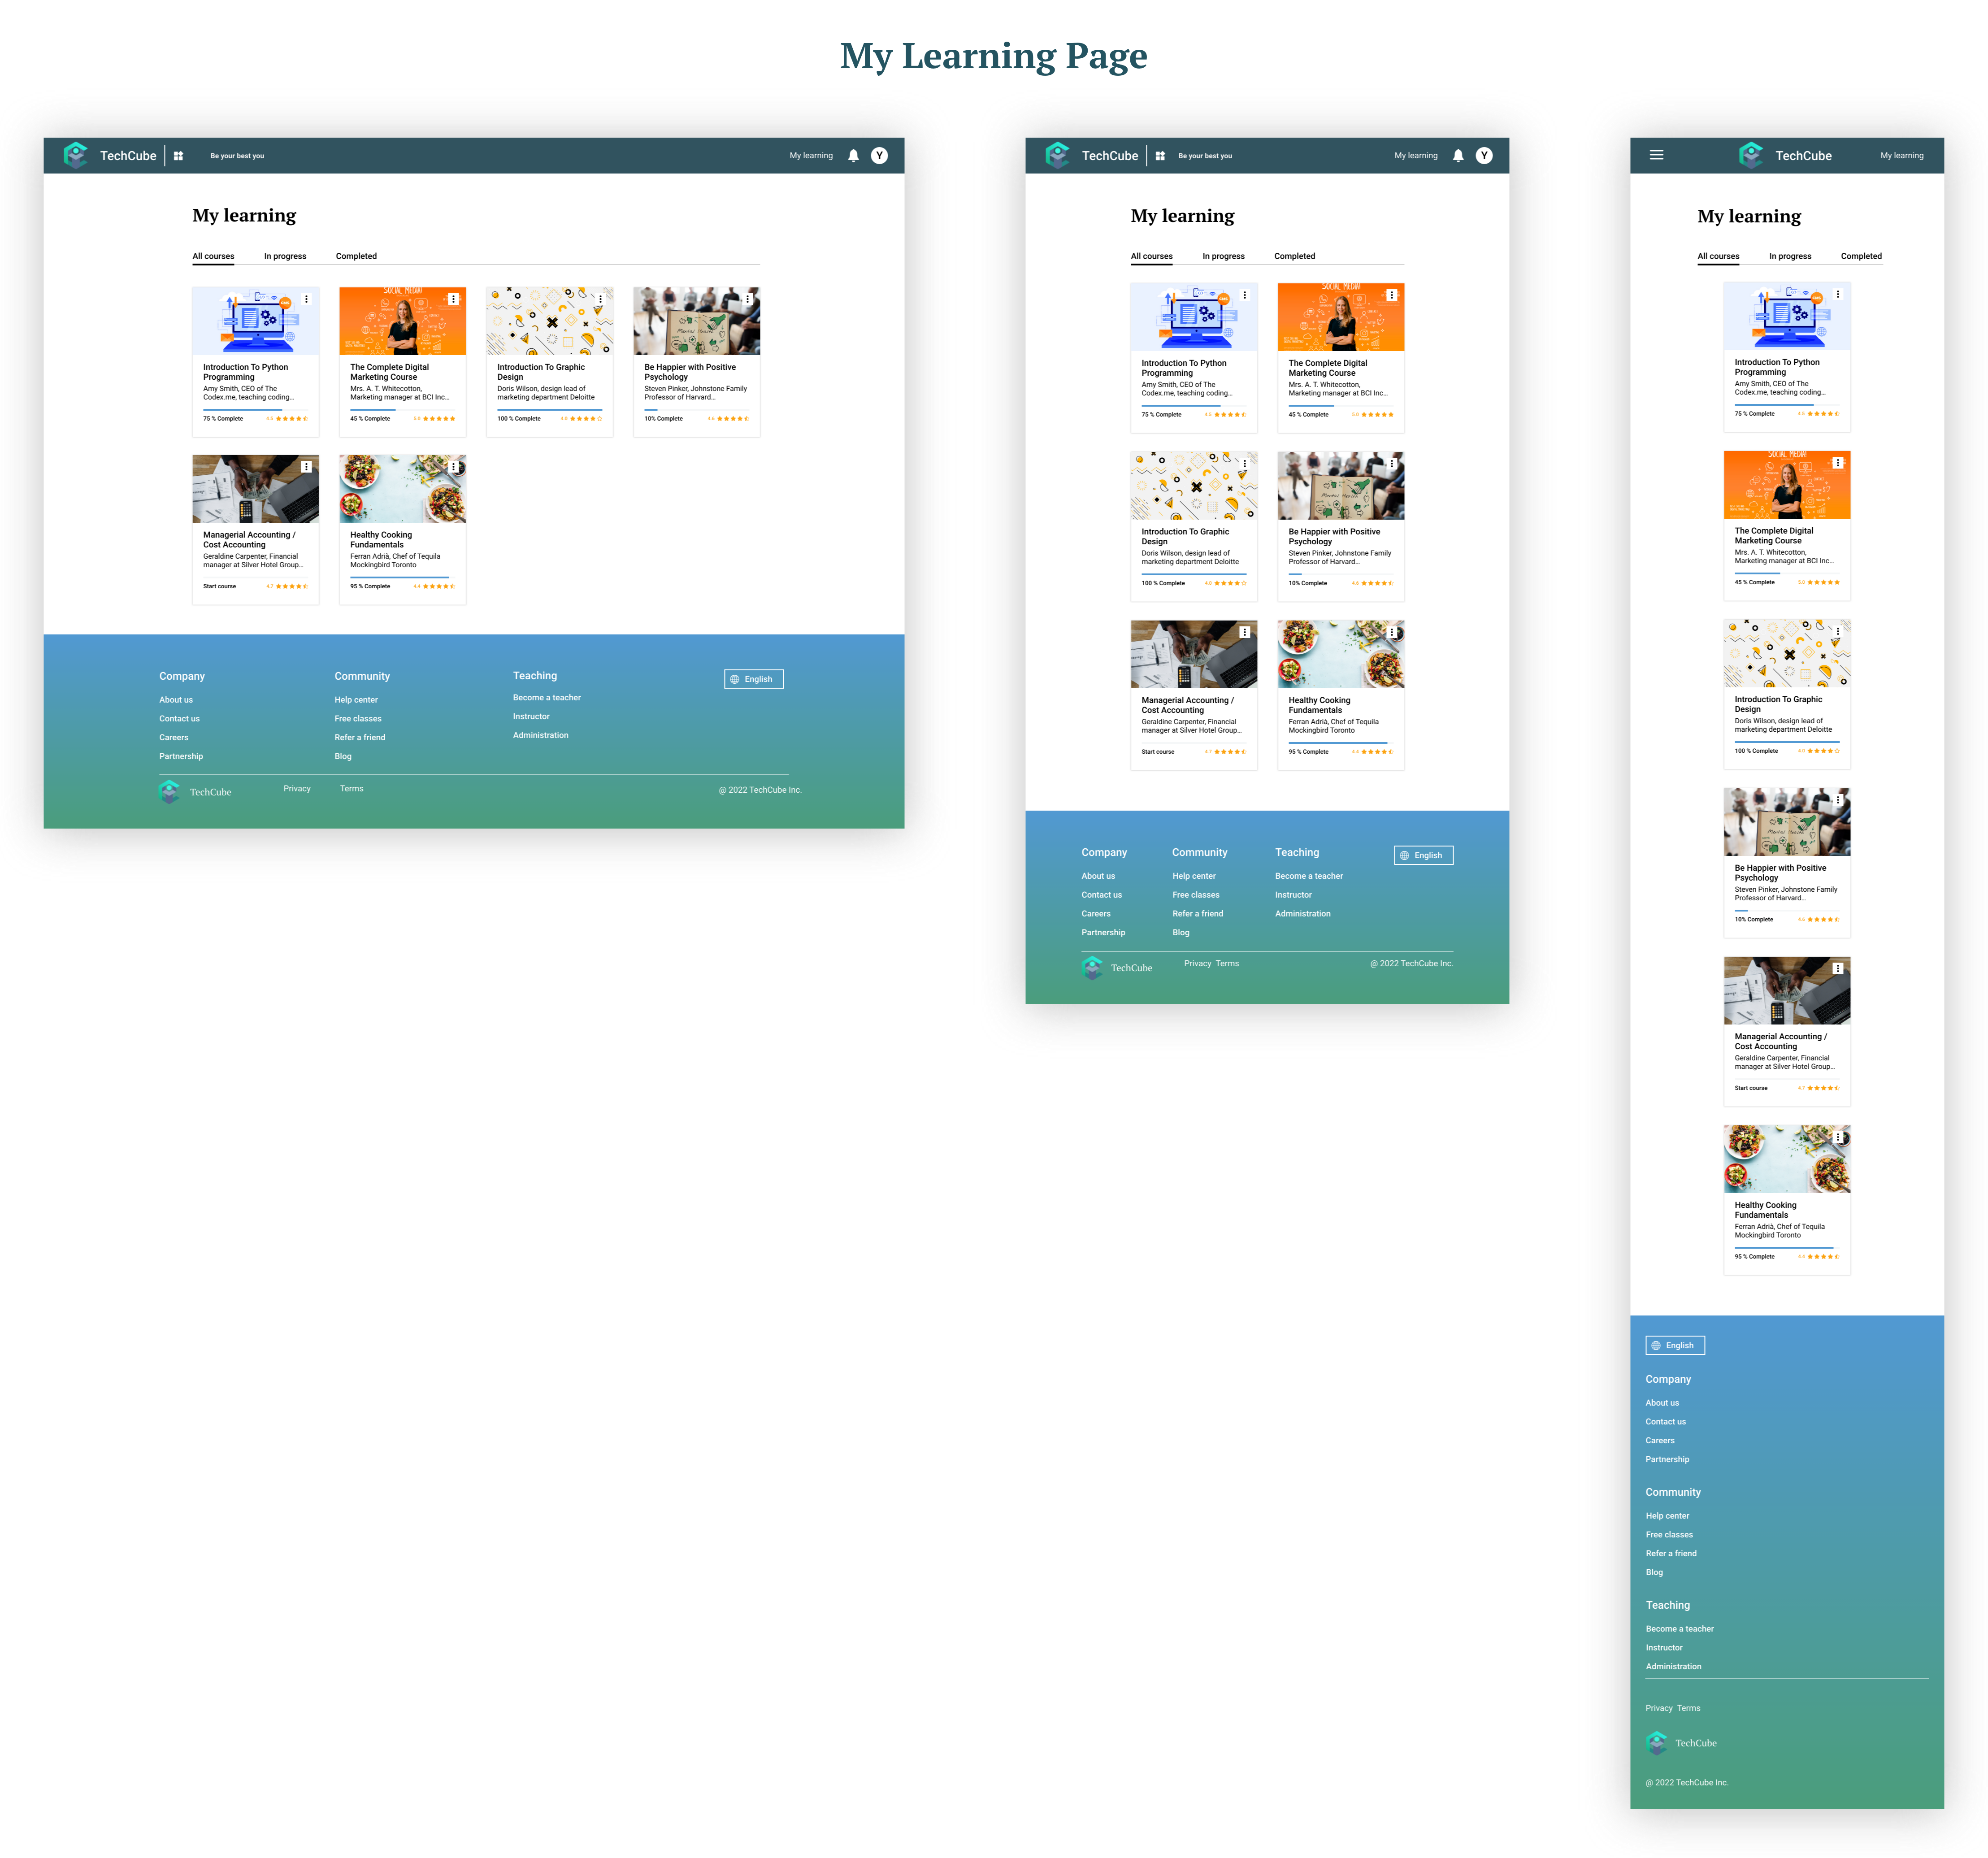 My Learning Page
TechCube
Be your best you
My learning
Y
My learning
All courses In progress Completed
SOCIAL MEDIA!
Introduction To Python
Programming
Amy Smith, CEO of The
Codex.me, teaching coding...
75 % Complete 4.5
The Complete Digital
Marketing Course
Mrs. A. T. Whitecotton,
Marketing manager at BCI Inc...
45 % Complete 5.0
Introduction To Graphic
Design
Doris Wilson, design lead of
marketing department Deloitte
100 % Complete 4.0
Mental Health
Be Happier with Positive
Psychology
Steven Pinker, Johnstone Family
Professor of Harvard...
10% Complete 4.6
Managerial Accounting /
Cost Accounting
Geraldine Carpenter, Financial
manager at Silver Hotel Group...
Start course 4.7
Healthy Cooking
Fundamentals
Ferran Adrià, Chef of Tequila
Mockingbird Toronto
95 % Complete 4.4
Company
About us
Contact us
Careers
Partnership
Community
Help center
Free classes
Refer a friend
Blog
Teaching
Become a teacher
Instructor
Administration
English
TechCube
Privacy Terms
@ 2022 TechCube Inc.
TechCube
Be your best you
My learning
Y
My learning
All courses In progress Completed
Introduction To Python
Programming
Amy Smith, CEO of The
Codex.me, teaching coding...
75 % Complete 4.5
SOCIAL MEDIA!
The Complete Digital
Marketing Course
Mrs. A. T. Whitecotton,
Marketing manager at BCI Inc...
45 % Complete 5.0
Introduction To Graphic
Design
Doris Wilson, design lead of
marketing department Deloitte
100 % Complete 4.0
Mental Health
Be Happier with Positive
Psychology
Steven Pinker, Johnstone Family
Professor of Harvard...
10% Complete 4.6
Managerial Accounting /
Cost Accounting
Geraldine Carpenter, Financial
manager at Silver Hotel Group...
Start course 4.7
Healthy Cooking
Fundamentals
Ferran Adrià, Chef of Tequila
Mockingbird Toronto
95 % Complete 4.4
Company
About us
Contact us
Careers
Partnership
Community
Help center
Free classes
Refer a friend
Blog
Teaching
Become a teacher
Instructor
Administration
English
TechCube
Privacy Terms
@ 2022 TechCube Inc.
TechCube
My learning
My learning
All courses In progress Completed
Introduction To Python
Programming
Amy Smith, CEO of The
Codex.me, teaching coding...
75 % Complete 4.5
SOCIAL MEDIA!
The Complete Digital
Marketing Course
Mrs. A. T. Whitecotton,
Marketing manager at BCI Inc...
45 % Complete 5.0
Introduction To Graphic
Design
Doris Wilson, design lead of
marketing department Deloitte
100 % Complete 4.0
Mental Health
Be Happier with Positive
Psychology
Steven Pinker, Johnstone Family
Professor of Harvard...
10% Complete 4.6
Managerial Accounting /
Cost Accounting
Geraldine Carpenter, Financial
manager at Silver Hotel Group...
Start course 4.7
Healthy Cooking
Fundamentals
Ferran Adrià, Chef of Tequila
Mockingbird Toronto
95 % Complete 4.4
English
Company
About us
Contact us
Careers
Partnership
Community
Help center
Free classes
Refer a friend
Blog
Teaching
Become a teacher
Instructor
Administration
Privacy Terms
TechCube
@ 2022 TechCube Inc.